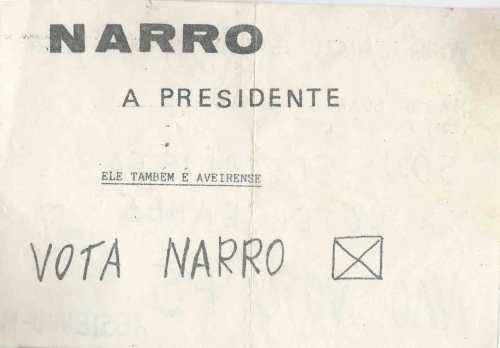 NARRO
A PRESIDENTE
ELE TAMBÉM É AVEIRENSE
VOTA NARRO